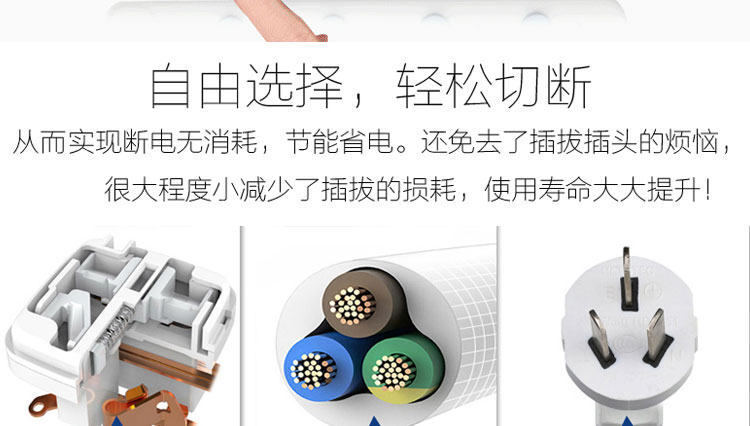 自由选择，轻松切断
从而实现断电无消耗，节能省电。还免去了插拔插头的烦恼，
很大程度小减少了插拔的损耗，使用寿命大大提升！